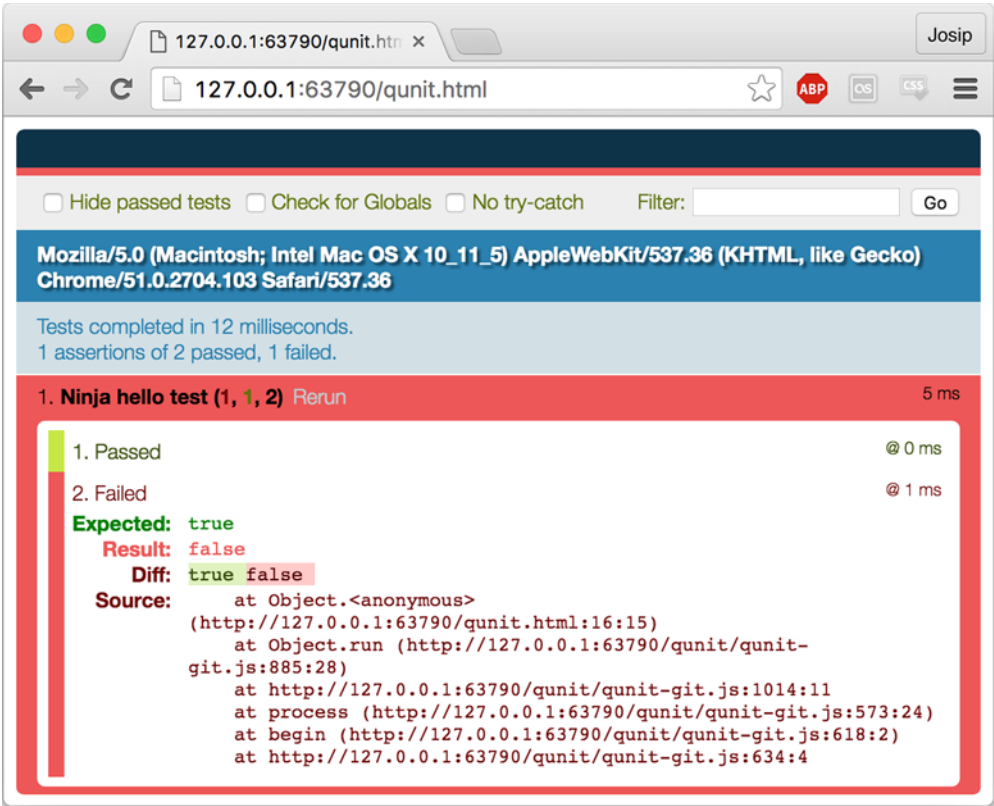 127.0.0.1:63790/qunit.htm
Josip
127.0.0.1:63790/qunit.html
ABP
OS
CSS
Hide passed tests Check for Globals No try-catch Filter: Go
Mozilla/5.0 (Macintosh; Intel Mac OS X 10_11_5) AppleWebKit/537.36 (KHTML, like Gecko)
Chrome/51.0.2704.103 Safari/537.36
Tests completed in 12 milliseconds.
1 assertions of 2 passed, 1 failed.
1. Ninja hello test (1, 1, 2) Rerun 5 ms
1. Passed @ 0 ms
2. Failed @ 1 ms
Expected: true
Result: false
Diff: true false
Source: at Object.<anonymous>
(http://127.0.0.1:63790/qunit.html:16:15)
at Object.run (http://127.0.0.1:63790/qunit/qunit-
git.js:885:28)
at http://127.0.0.1:63790/qunit/qunit-git.js:1014:11
at process (http://127.0.0.1:63790/qunit/qunit-git.js:573:24)
at begin (http://127.0.0.1:63790/qunit/qunit-git.js:618:2)
at http://127.0.0.1:63790/qunit/qunit-git.js:634:4